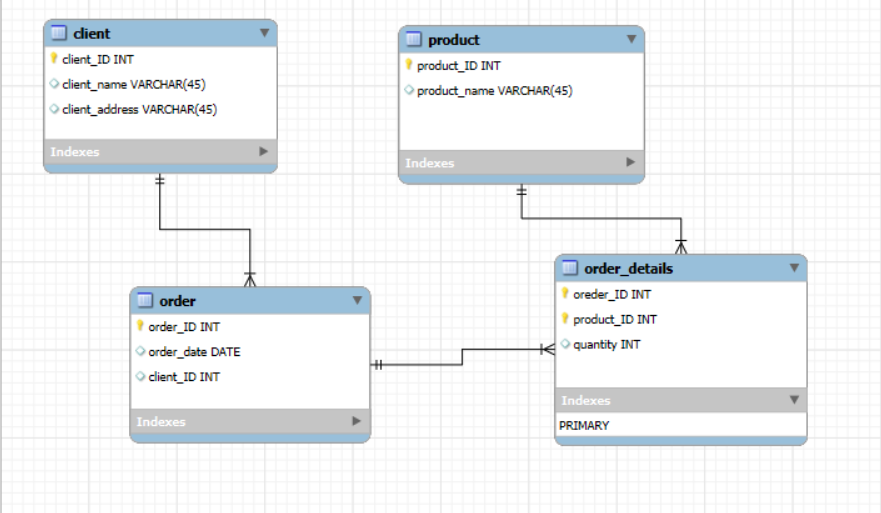 client
client_ID INT
client_name VARCHAR(45)
client_address VARCHAR(45)
Indexes
product
product_ID INT
product_name VARCHAR(45)
Indexes
order
order_ID INT
order_date DATE
client_ID INT
Indexes
order_details
oreder_ID INT
product_ID INT
quantity INT
Indexes
PRIMARY